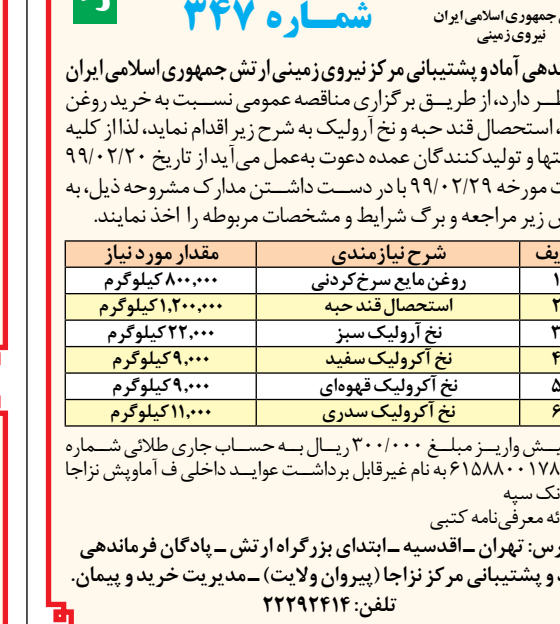 شماره ۳۴۷
جمهوری اسلامی ایران
نیروی زمینی
آماد و پشتیبانی مرکز نیروی زمینی ارتش جمهوری اسلامی ایران
دارد، از طریق برگزاری مناقصه عمومی نسبت به خرید روغن
، استحصال قند حبه و نخ آرولیک به شرح زیر اقدام نماید، لذا از کلیه
و تولیدکنندگان عمده دعوت به‌عمل می‌آید از تاریخ ۹۹/۰۲/۲۰
مورخه ۹۹/۰۲/۲۹ با در دست داشتن مدارک مشروحه ذیل، به
زیر مراجعه و برگ شرایط و مشخصات مربوطه را اخذ نمایند.
شرح نیازمندی مقدار مورد نیاز
۱ روغن مایع سرخ‌کردنی ۸۰۰,۰۰۰ کیلوگرم
۲ استحصال قند حبه ۱,۲۰۰,۰۰۰ کیلوگرم
۳ نخ آرولیک سبز ۲۲,۰۰۰ کیلوگرم
۴ نخ آکرولیک سفید ۹,۰۰۰ کیلوگرم
۵ نخ آکرولیک قهوه‌ای ۹,۰۰۰ کیلوگرم
۶ نخ آکرولیک سدری ۱۱,۰۰۰ کیلوگرم
واریز مبلغ ۳۰۰/۰۰۰ ریال به حساب جاری طلائی شماره
۶۱۵۸۸۰۰۱۷۸ به نام غیرقابل برداشت عواید داخلی ف آماوپش نزاجا
سپه
معرفی‌نامه کتبی
تهران ــ اقدسیه ــ ابتدای بزرگراه ارتش ــ پادگان فرماندهی
و پشتیبانی مرکز نزاجا (پیروان ولایت) ــ مدیریت خرید و پیمان.
تلفن: ۲۲۲۹۲۴۱۴